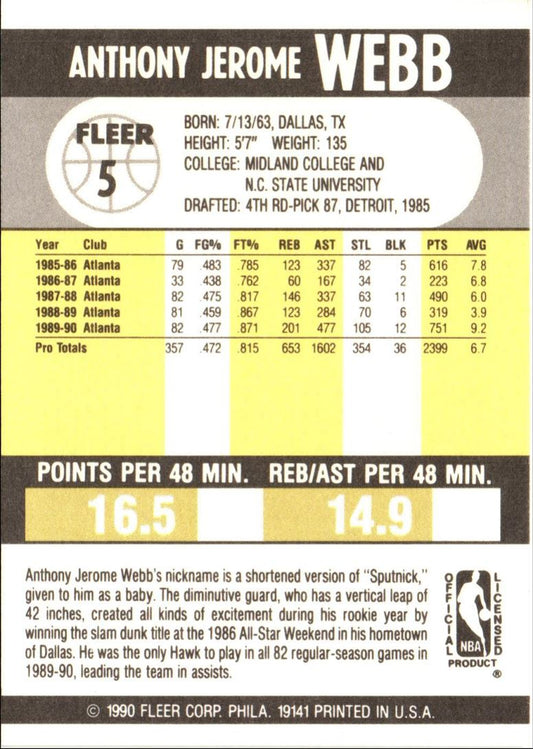 ANTHONY JEROME WEBB
FLEER
5
BORN: 7/13/63, DALLAS, TX
HEIGHT: 5'7" WEIGHT: 135
COLLEGE: MIDLAND COLLEGE AND
N.C. STATE UNIVERSITY
DRAFTED: 4TH RD-PICK 87, DETROIT, 1985
Year Club G FG% FT% REB AST STL BLK PTS AVG
1985-86 Atlanta 79 .483 .785 123 337 82 5 616 7.8
1986-87 Atlanta 33 .438 .762 60 167 34 2 223 6.8
1987-88 Atlanta 82 .475 .817 146 337 63 11 490 6.0
1988-89 Atlanta 81 .459 .867 123 284 70 6 319 3.9
1989-90 Atlanta 82 .477 .871 201 477 105 12 751 9.2
Pro Totals 357 .472 .815 653 1602 354 36 2399 6.7
POINTS PER 48 MIN. REB/AST PER 48 MIN.
16.5 14.9
Anthony Jerome Webb's nickname is a shortened version of "Sputnick,"
given to him as a baby. The diminutive guard, who has a vertical leap of
42 inches, created all kinds of excitement during his rookie year by
winning the slam dunk title at the 1986 All-Star Weekend in his hometown
of Dallas. He was the only Hawk to play in all 82 regular-season games in
1989-90, leading the team in assists.
OFFICIAL
LICENSED
NBA
PRODUCT
®
© 1990 FLEER CORP. PHILA. 19141 PRINTED IN U.S.A.